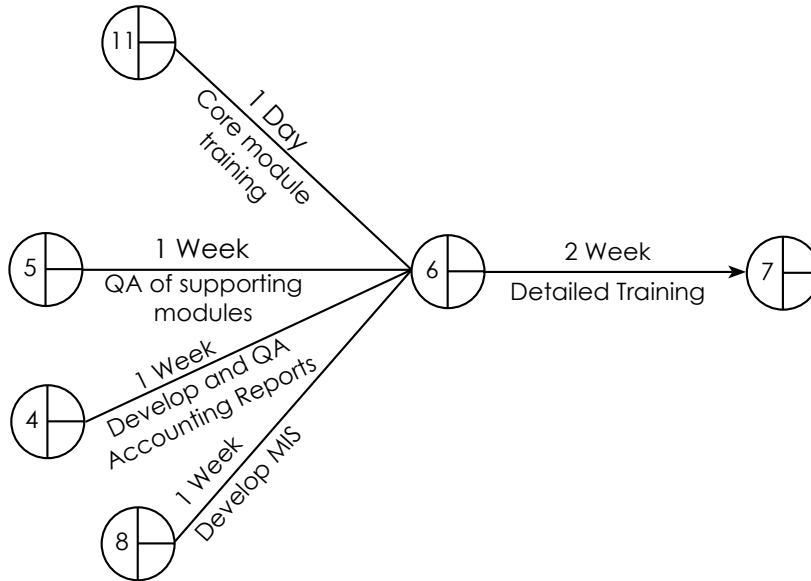 11
1 Day
Core module
training
5
1 Week
QA of supporting
modules
6
2 Week
Detailed Training
7
4
1 Week
Develop and QA
Accounting Reports
8
1 Week
Develop MIS